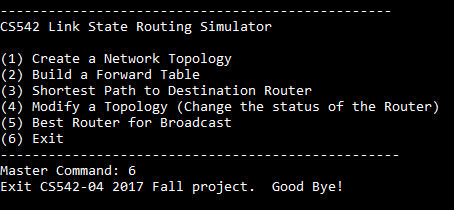 -------------------------------------------------
CS542 Link State Routing Simulator
(1) Create a Network Topology
(2) Build a Forward Table
(3) Shortest Path to Destination Router
(4) Modify a Topology (Change the status of the Router)
(5) Best Router for Broadcast
(6) Exit
--------------------------------------------------
Master Command: 6
Exit CS542-04 2017 Fall project.  Good Bye!